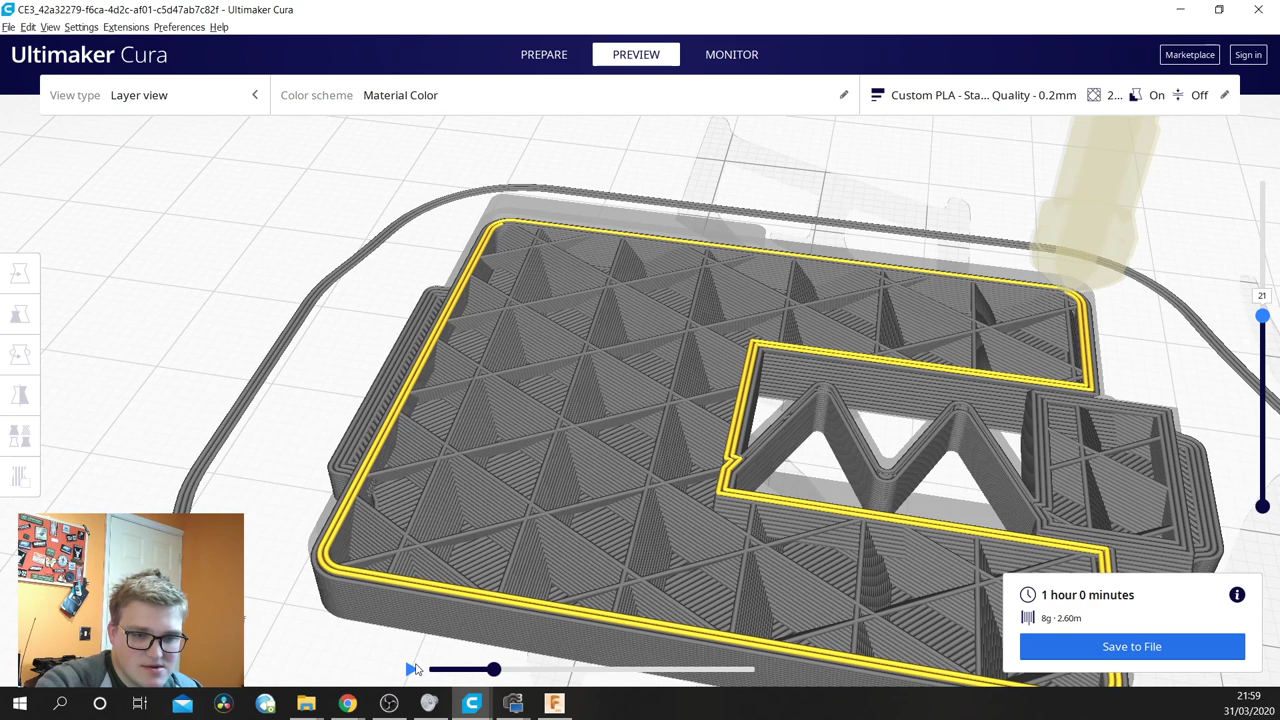 CE3_42a32279-f6ca-4d2c-af01-c5d47ab7c82f - Ultimaker Cura
File Edit View Settings Extensions Preferences Help
Ultimaker Cura
PREPARE PREVIEW MONITOR
Marketplace Sign in
View type Layer view
Color scheme Material Color
Custom PLA - Sta... Quality - 0.2mm 2... On Off
21
1 hour 0 minutes
8g · 2.60m
Save to File
21:59
31/03/2020